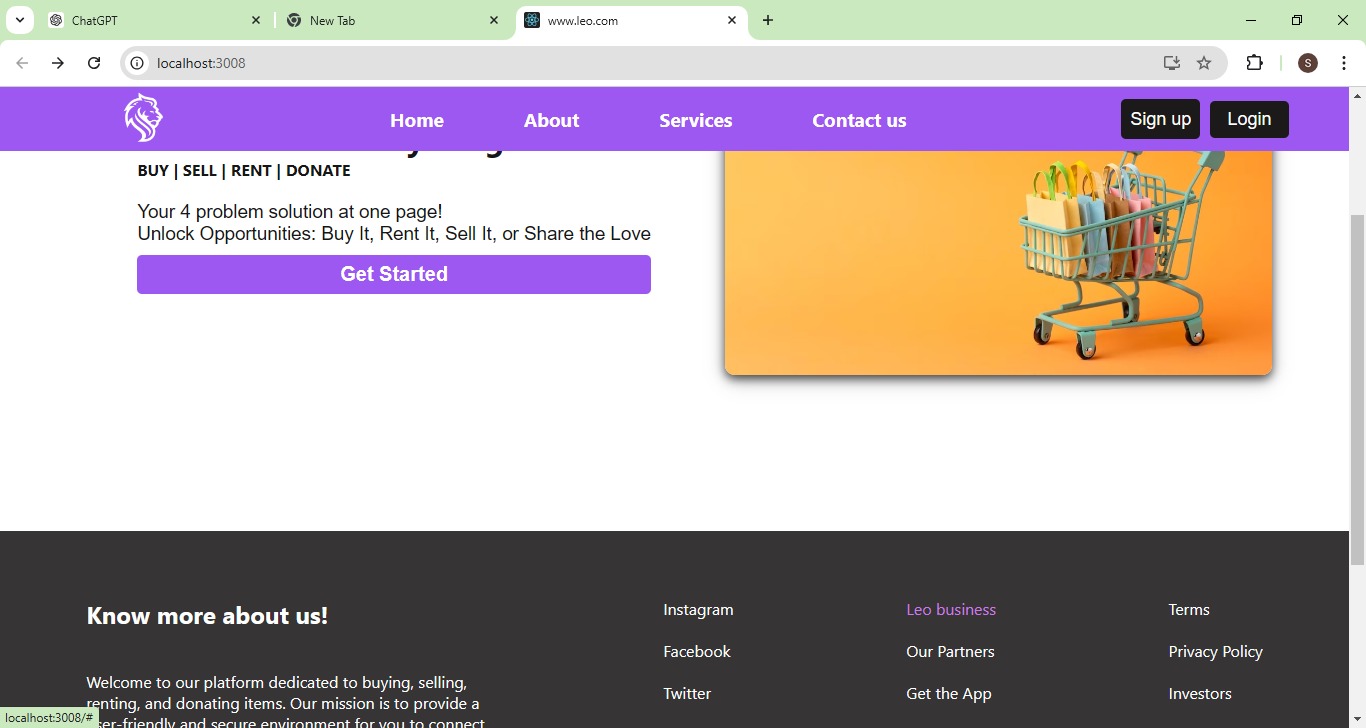 ChatGPT
New Tab
www.leo.com
localhost:3008
S
Home
About
Services
Contact us
Sign up
Login
BUY | SELL | RENT | DONATE
Your 4 problem solution at one page!
Unlock Opportunities: Buy It, Rent It, Sell It, or Share the Love
Get Started
Know more about us!
Welcome to our platform dedicated to buying, selling,
renting, and donating items. Our mission is to provide a
user-friendly and secure environment for you to connect
Instagram
Facebook
Twitter
Leo business
Our Partners
Get the App
Terms
Privacy Policy
Investors
localhost:3008/#